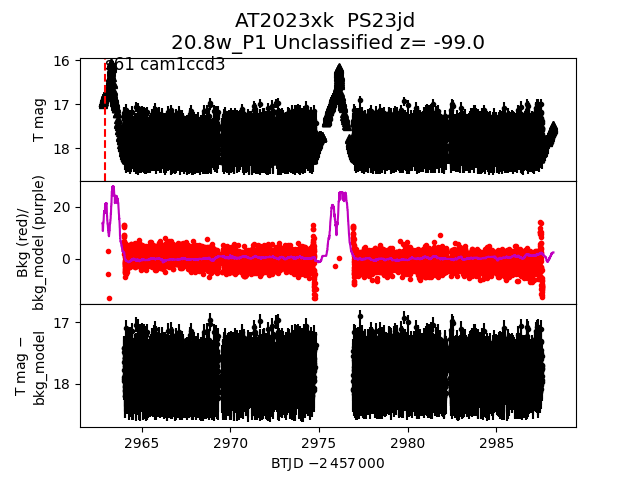 AT2023xk  PS23jd
20.8w_P1 Unclassified z= -99.0
s61 cam1ccd3
16
17
18
T mag
20
0
Bkg (red)/
bkg_model (purple)
17
18
T mag −
bkg_model
2965
2970
2975
2980
2985
BTJD −2 457 000